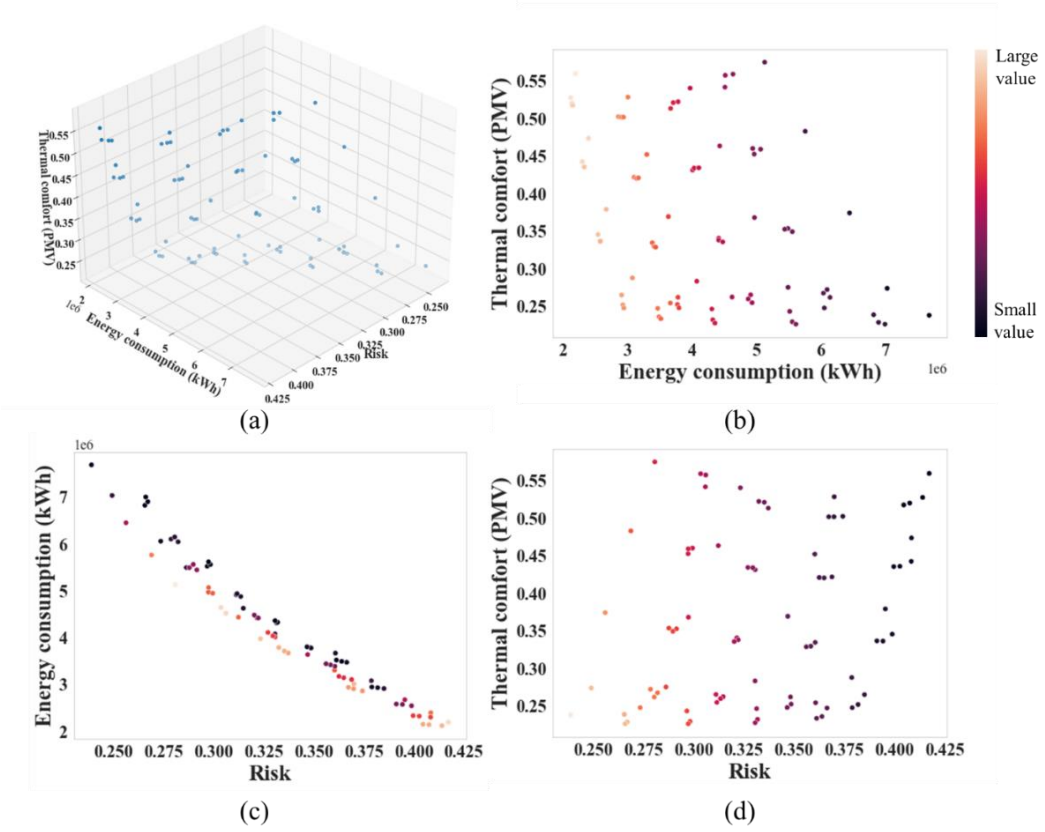 0.55
0.50
0.45
0.40
0.35
0.30
0.25
Thermal comfort (PMV)
2
3
4
5
6
7
1e6
Energy consumption (kWh)
0.250
0.275
0.300
0.325
0.350
0.375
0.400
0.425
Risk
(a)
0.55
0.50
0.45
0.40
0.35
0.30
0.25
Thermal comfort (PMV)
2 3 4 5 6 7
1e6
Energy consumption (kWh)
Large
value
Small
value
(b)
1e6
7
6
5
4
3
2
Energy consumption (kWh)
0.250 0.275 0.300 0.325 0.350 0.375 0.400 0.425
Risk
(c)
0.55
0.50
0.45
0.40
0.35
0.30
0.25
Thermal comfort (PMV)
0.250 0.275 0.300 0.325 0.350 0.375 0.400 0.425
Risk
(d)